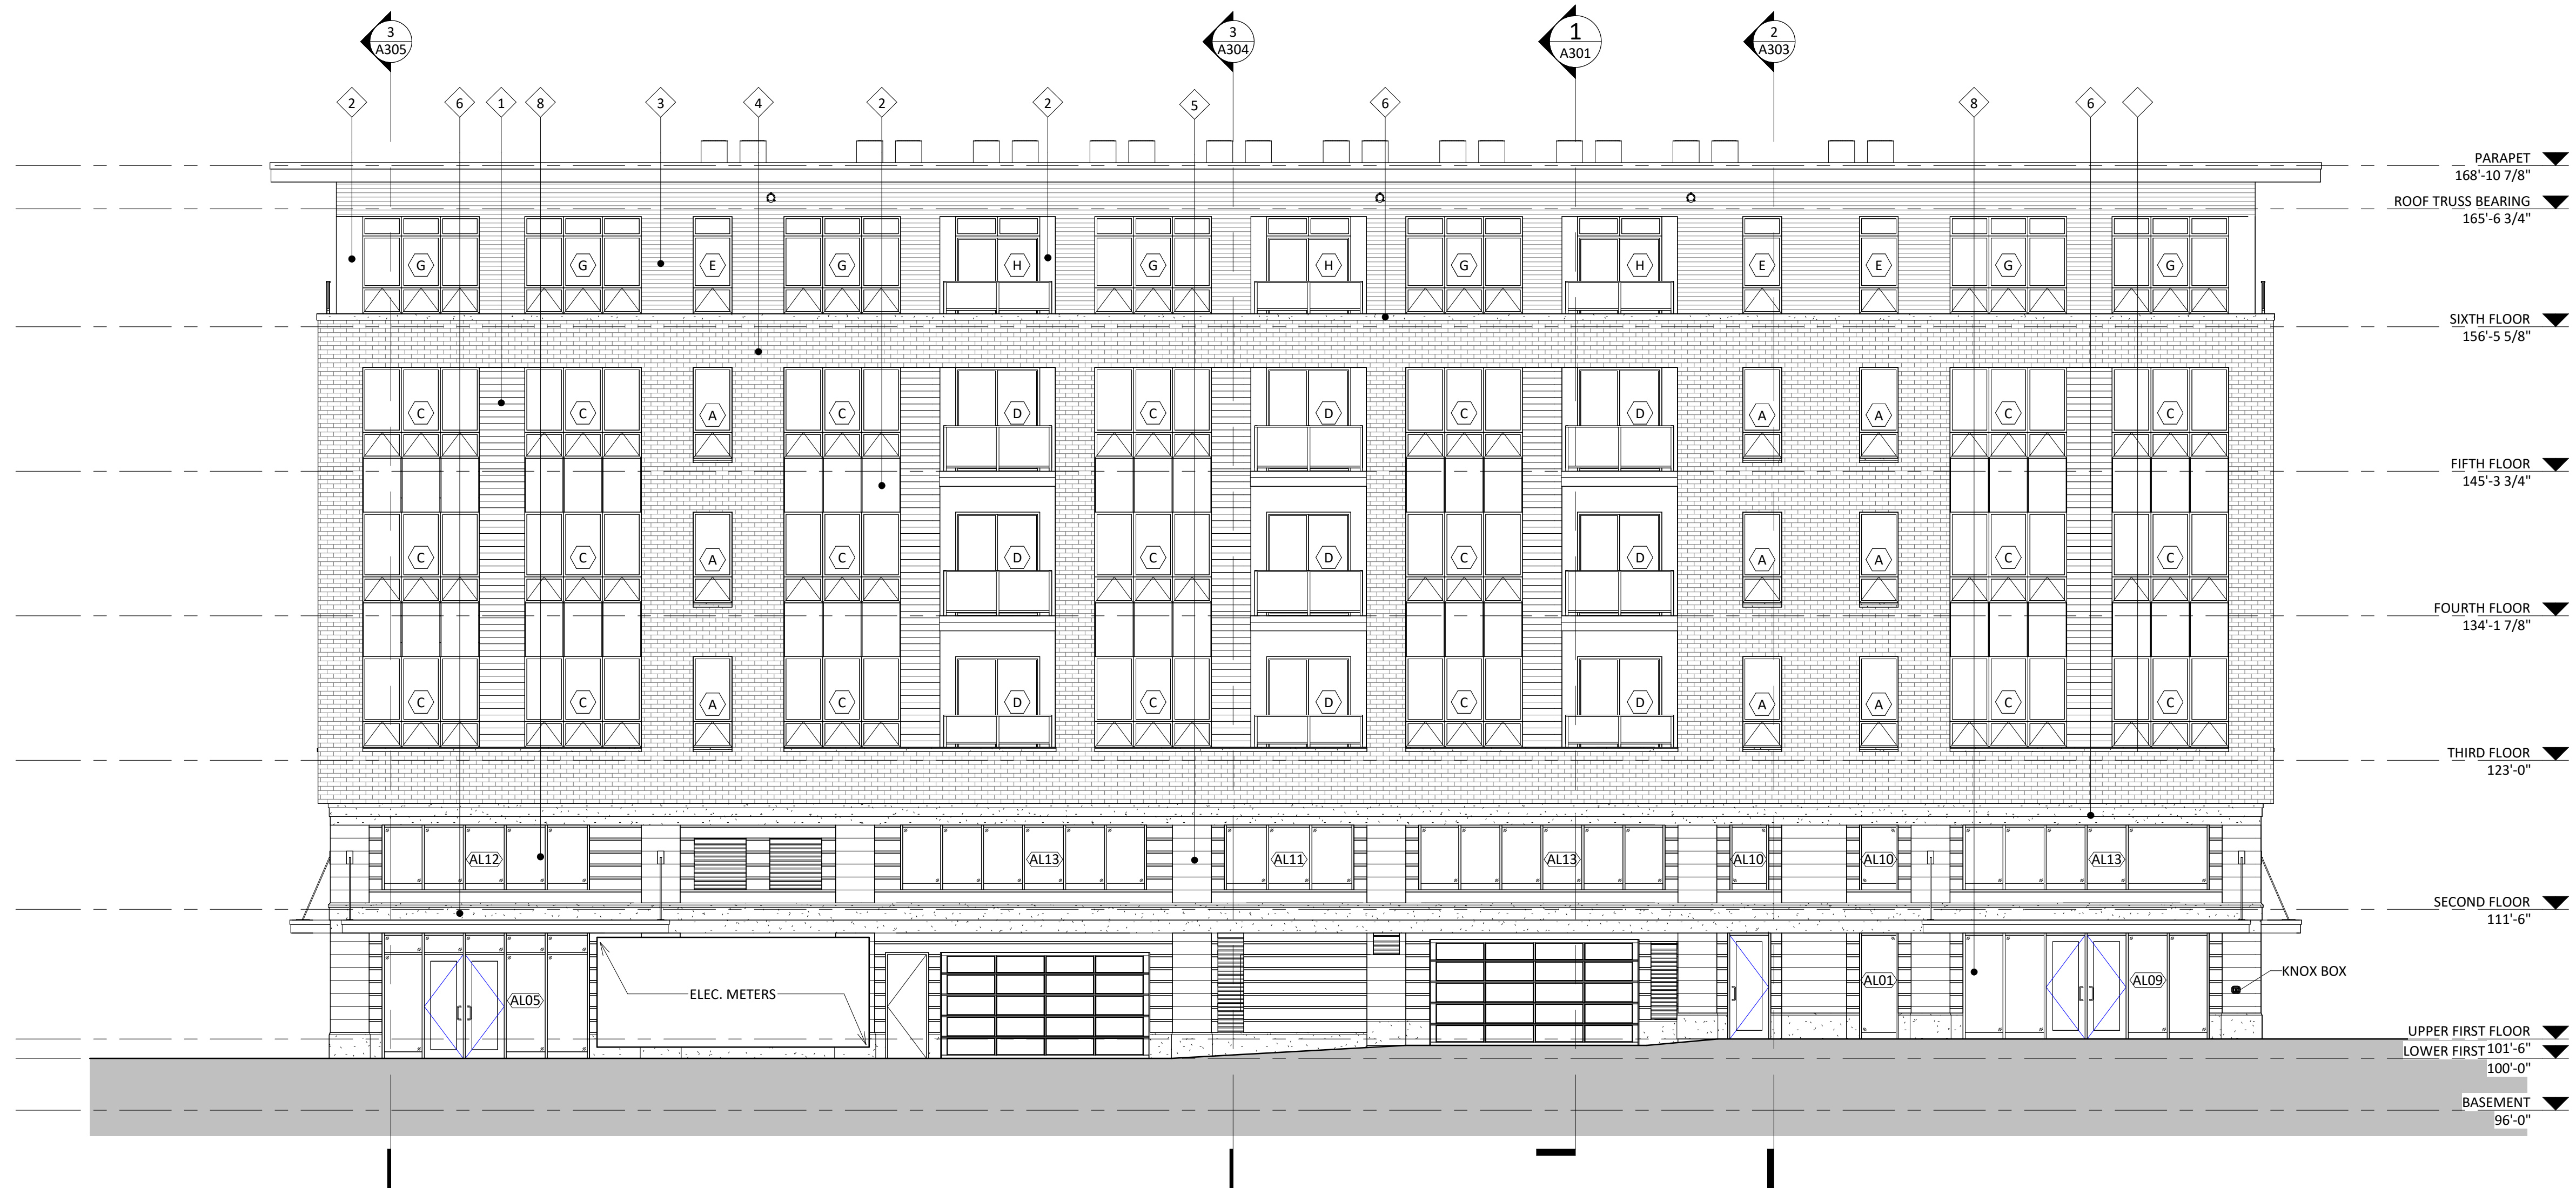 3
A305
3
A304
1
A301
2
A303
2
6
1
8
3
4
2
2
5
6
8
6
PARAPET
168'-10 7/8"
ROOF TRUSS BEARING
165'-6 3/4"
G
G
E
G
H
G
H
G
H
E
E
G
G
SIXTH FLOOR
156'-5 5/8"
C
C
A
C
D
C
D
C
D
A
A
C
C
FIFTH FLOOR
145'-3 3/4"
C
C
A
C
D
C
D
C
D
A
A
C
C
FOURTH FLOOR
134'-1 7/8"
C
C
A
C
D
C
D
C
D
A
A
C
C
THIRD FLOOR
123'-0"
AL12
AL13
AL11
AL13
AL10
AL10
AL13
SECOND FLOOR
111'-6"
AL05
ELEC. METERS
AL01
AL09
KNOX BOX
UPPER FIRST FLOOR
101'-6"
LOWER FIRST
100'-0"
BASEMENT
96'-0"